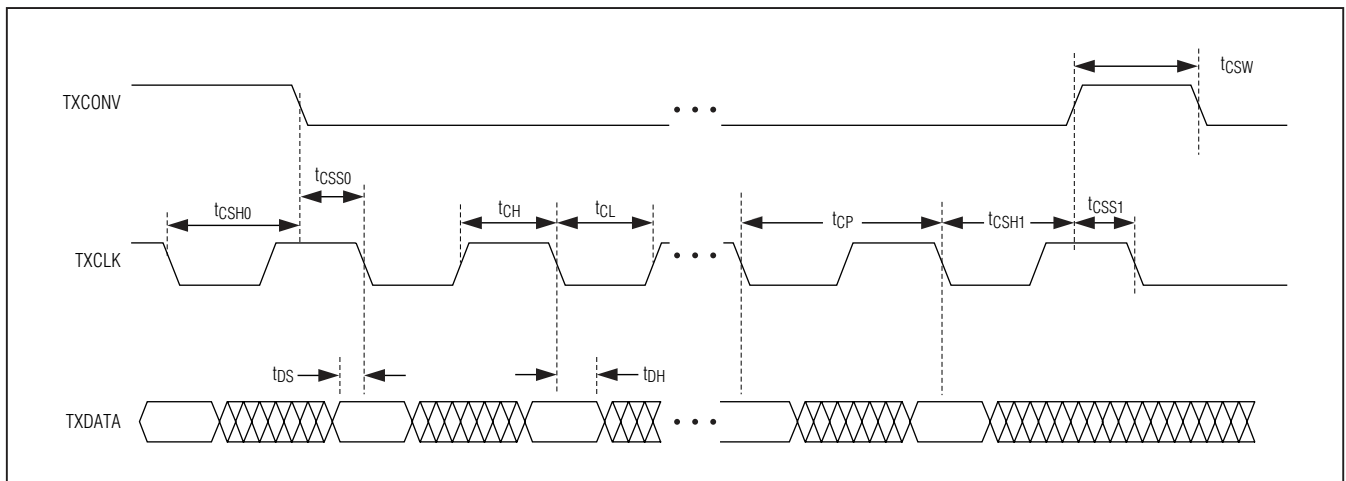 TXCONV
tCSW
tCSS0
tCSH0
tCH
tCL
tCP
tCSH1
tCSS1
TXCLK
tDS
tDH
TXDATA